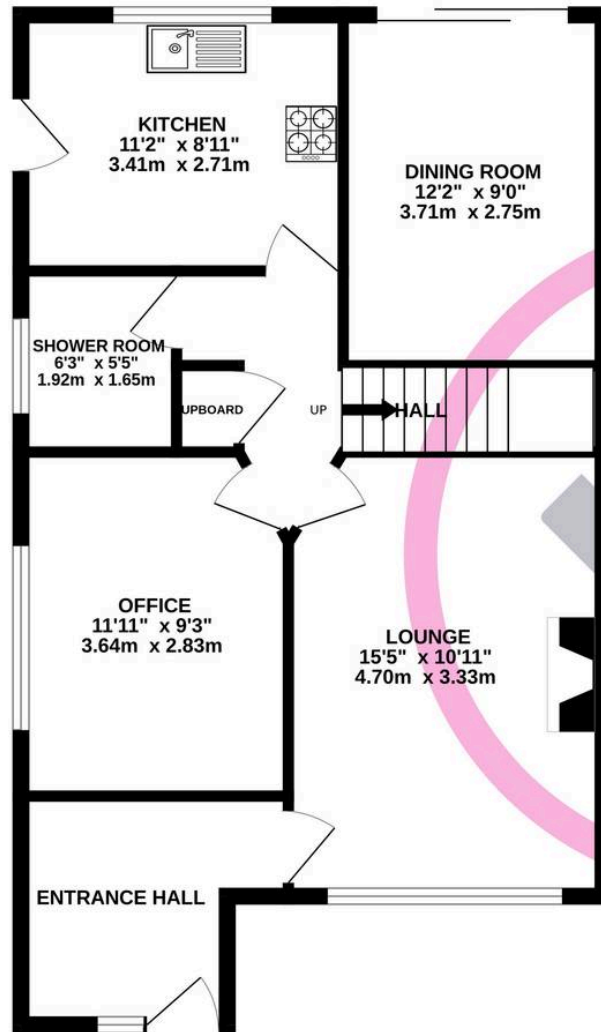 KITCHEN
11'2" x 8'11"
3.41m x 2.71m
DINING ROOM
12'2" x 9'0"
3.71m x 2.75m
SHOWER ROOM
6'3" x 5'5"
1.92m x 1.65m
UPBOARD
UP
HALL
OFFICE
11'11" x 9'3"
3.64m x 2.83m
LOUNGE
15'5" x 10'11"
4.70m x 3.33m
ENTRANCE HALL